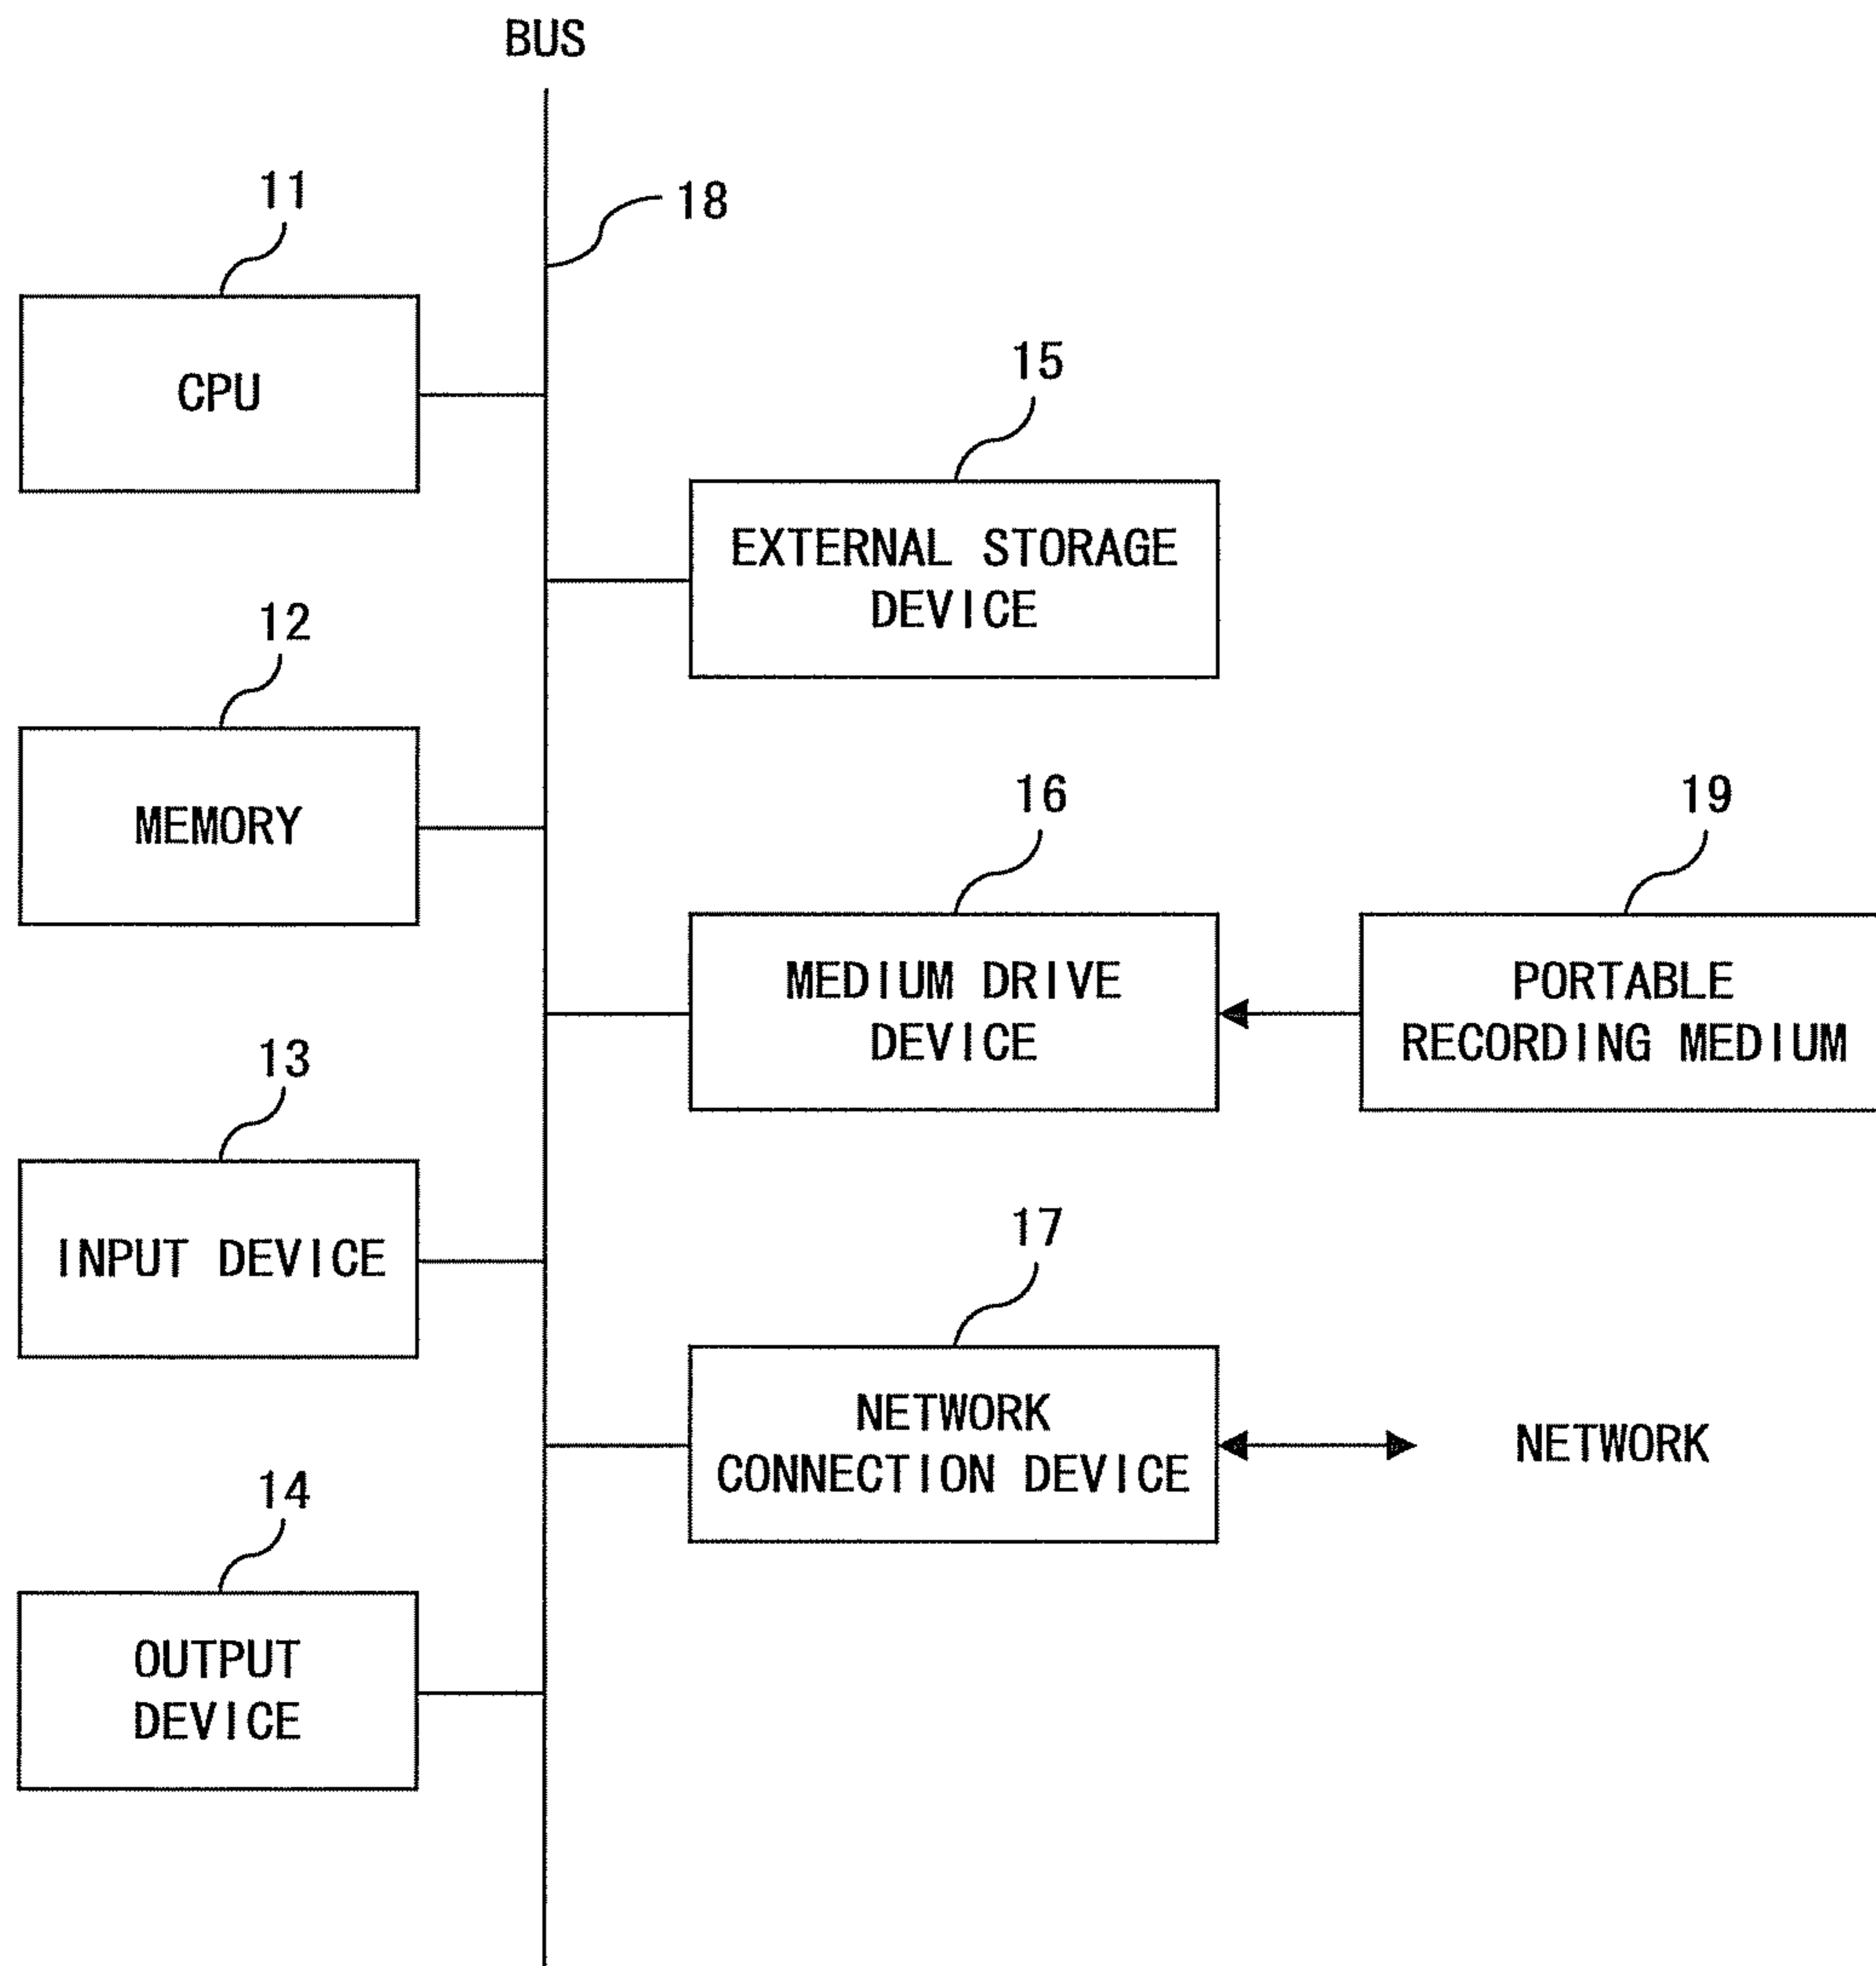 BUS
11
18
CPU
15
EXTERNAL STORAGE
DEVICE
12
MEMORY
16
19
MEDIUM DRIVE
DEVICE
PORTABLE
RECORDING MEDIUM
13
INPUT DEVICE
17
NETWORK
CONNECTION DEVICE
NETWORK
14
OUTPUT
DEVICE